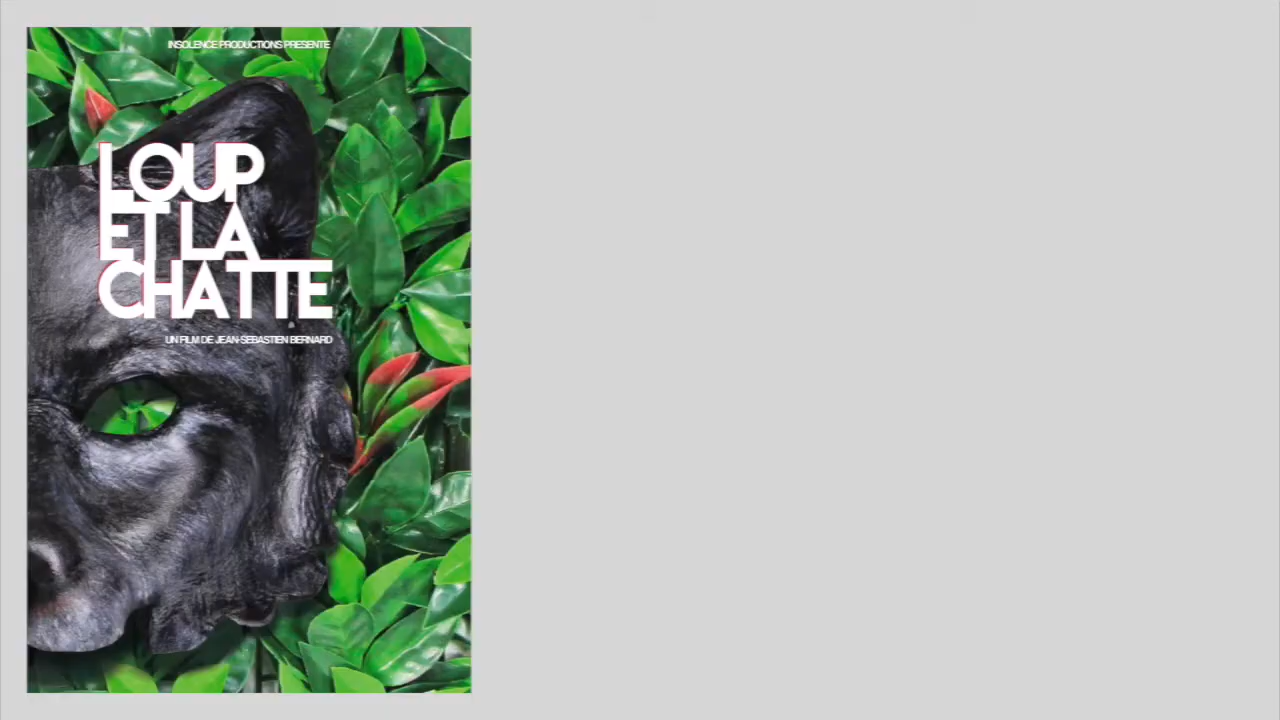 INSOLENCE PRODUCTIONS PRESENTE
LOUP
ET LA
CHATTE
UN FILM DE JEAN-SEBASTIEN BERNARD